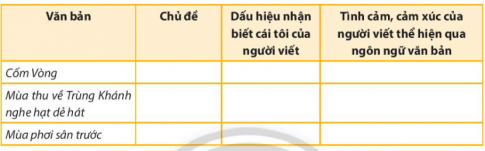 Văn bản
Chủ đề
Dấu hiệu nhận
biết cái tôi của
người viết
Tình cảm, cảm xúc của
người viết thể hiện qua
ngôn ngữ văn bản
Cốm Vòng
Mùa thu về Trùng Khánh
nghe hạt dẻ hát
Mùa phơi sân trước